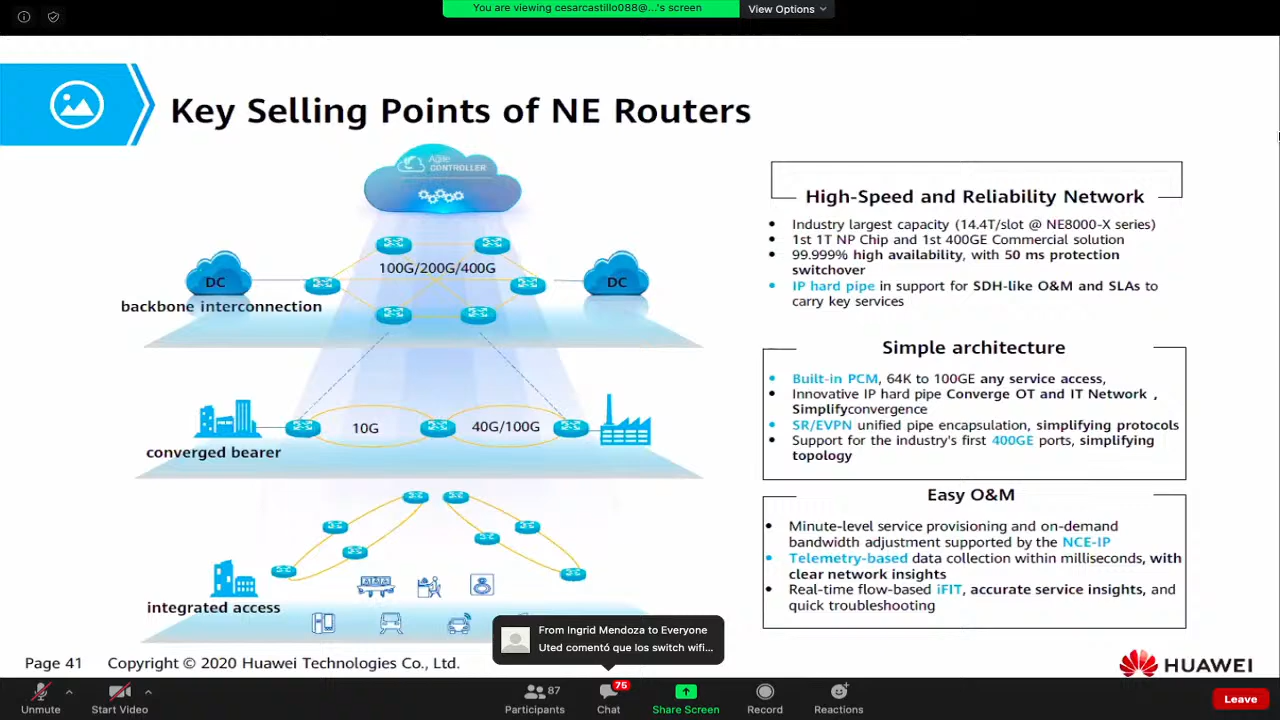 You are viewing cesarcastillo088@...'s screen
View Options
Key Selling Points of NE Routers
Agile
CONTROLLER
100G/200G/400G
DC
DC
backbone interconnection
10G
40G/100G
converged bearer
integrated access
High-Speed and Reliability Network
• Industry largest capacity (14.4T/slot @ NE8000-X series)
• 1st 1T NP Chip and 1st 400GE Commercial solution
• 99.999% high availability, with 50 ms protection
switchover
• IP hard pipe in support for SDH-like O&M and SLAs to
carry key services
Simple architecture
• Built-in PCM, 64K to 100GE any service access,
• Innovative IP hard pipe Converge OT and IT Network ,
Simplifyconvergence
• SR/EVPN unified pipe encapsulation, simplifying protocols
• Support for the industry's first 400GE ports, simplifying
topology
Easy O&M
• Minute-level service provisioning and on-demand
bandwidth adjustment supported by the NCE-IP
• Telemetry-based data collection within milliseconds, with
clear network insights
• Real-time flow-based iFIT, accurate service insights, and
quick troubleshooting
From Ingrid Mendoza to Everyone
Uted comentó que los switch wifi...
Page 41
Copyright © 2020 Huawei Technologies Co., Ltd.
HUAWEI
Unmute
Start Video
87
Participants
75
Chat
Share Screen
Record
Reactions
Leave